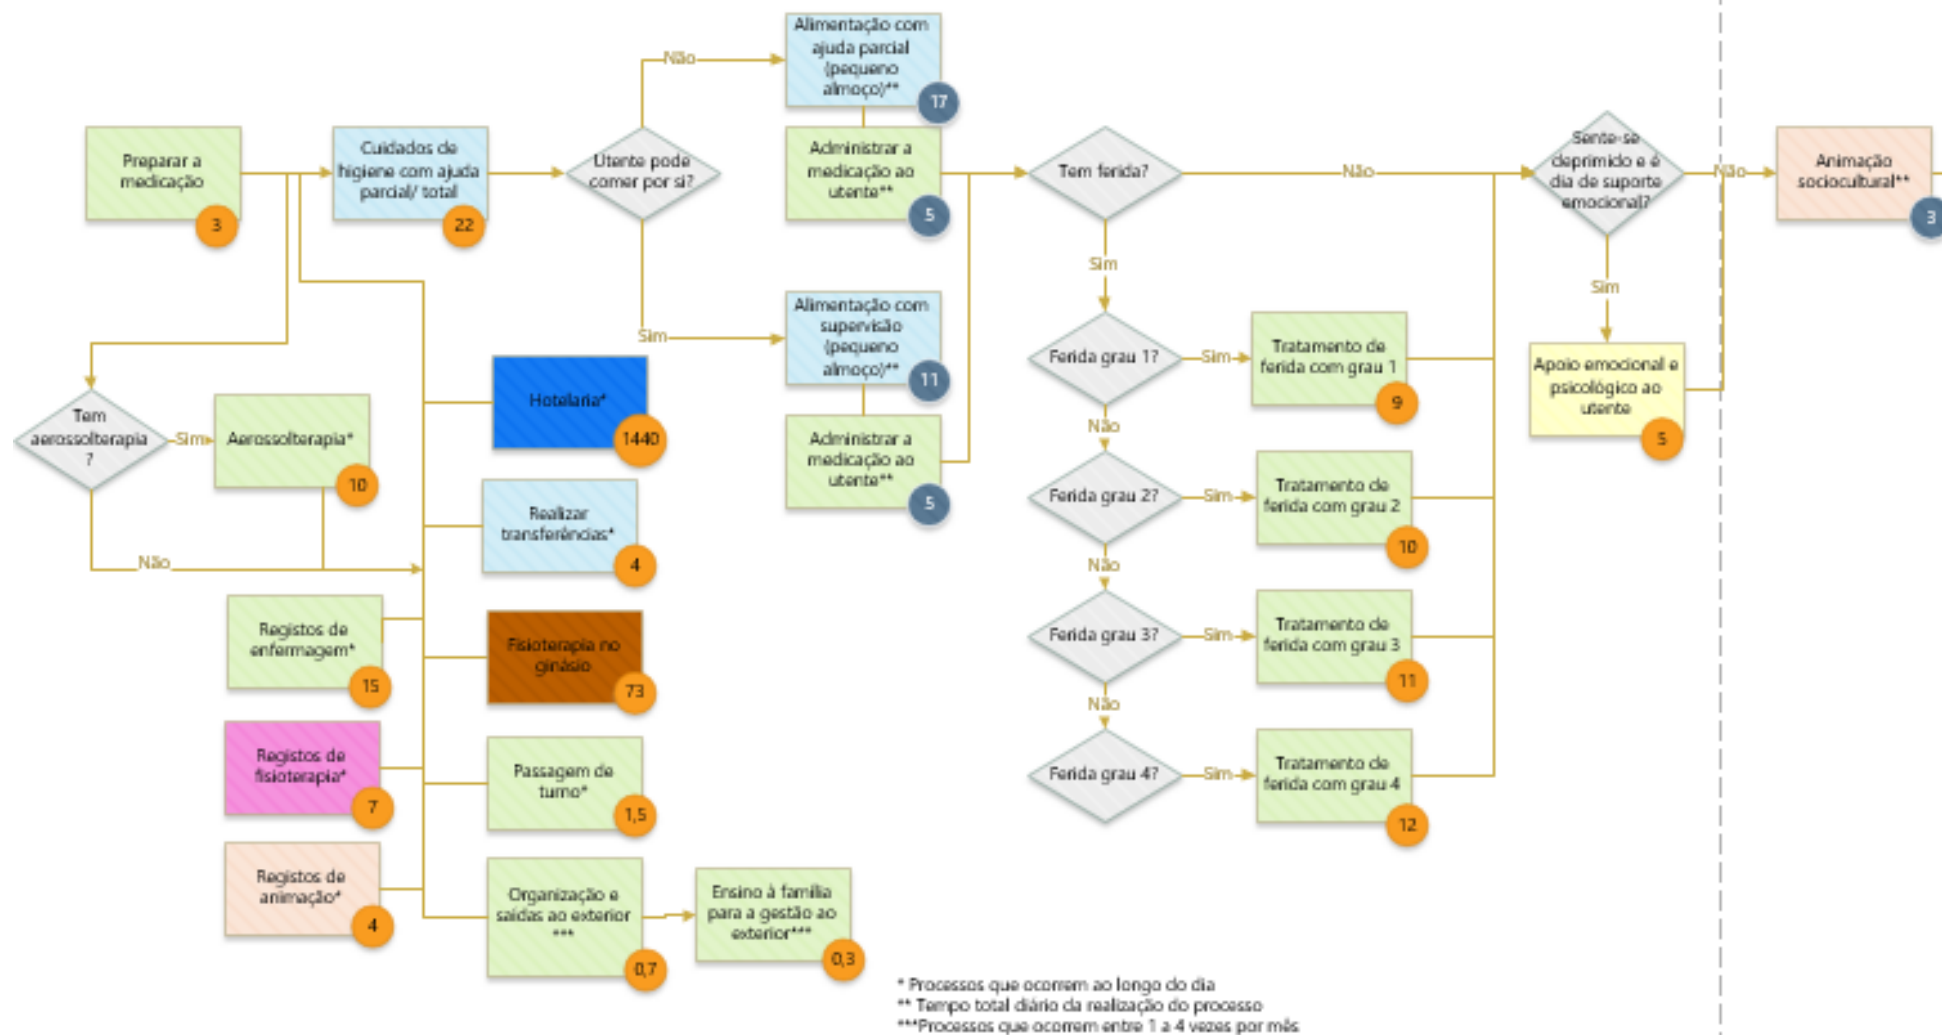 Alimentação com
ajuda parcial
(pequeno
almoço)**
17
Não
Preparar a
medicação
3
Cuidados de
higiene com ajuda
parcial/ total
22
Utente pode
comer por si?
Administrar a
medicação ao
utente**
5
Tem ferida?
Não
Sente-se
deprimido e é
dia de suporte
emocional?
Não
Animação
sociocultural**
3
Sim
Sim
Sim
Alimentação com
supervisão
(pequeno
almoço)**
11
Ferida grau 1?
Sim
Tratamento de
ferida com grau 1
9
Apoio emocional e
psicológico ao
utente
5
Hotelaria*
1440
Tem
aerossolterapia
?
Sim
Aerossolterapia*
10
Administrar a
medicação ao
utente**
5
Não
Ferida grau 2?
Sim
Tratamento de
ferida com grau 2
10
Realizar
transferências*
4
Não
Não
Registos de
enfermagem*
15
Fisioterapia no
ginásio
73
Ferida grau 3?
Sim
Tratamento de
ferida com grau 3
11
Não
Registos de
fisioterapia*
7
Passagem de
turno*
1,5
Ferida grau 4?
Sim
Tratamento de
ferida com grau 4
12
Registos de
animação*
4
Organização e
saídas ao exterior
***
0,7
Ensino à família
para a gestão ao
exterior***
0,3
* Processos que ocorrem ao longo do dia
** Tempo total diário da realização do processo
***Processos que ocorrem entre 1 a 4 vezes por mês